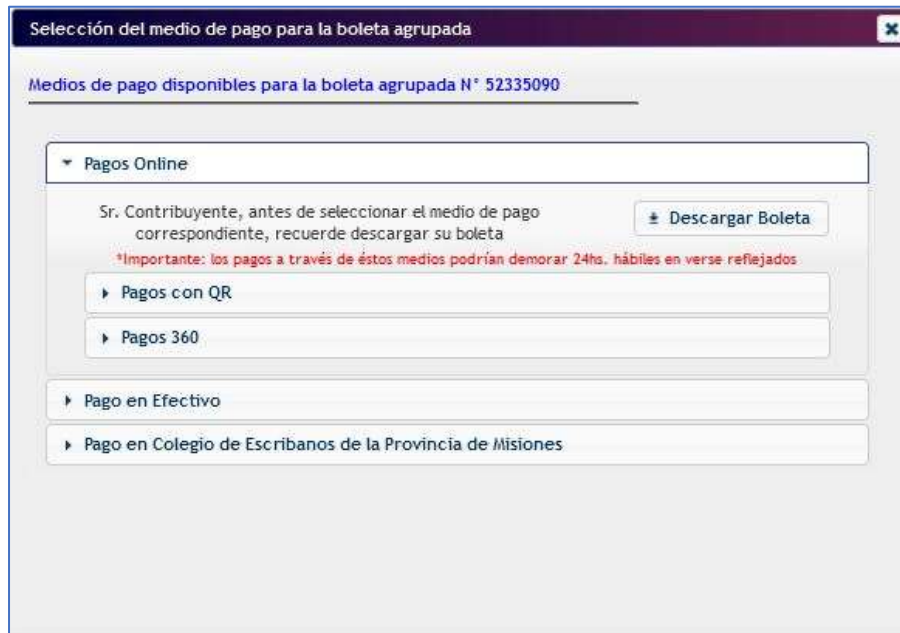 Selección del medio de pago para la boleta agrupada
Medios de pago disponibles para la boleta agrupada N° 52335090
Pagos Online
Sr. Contribuyente, antes de seleccionar el medio de pago
correspondiente, recuerde descargar su boleta
Descargar Boleta
*Importante: los pagos a través de éstos medios podrían demorar 24hs. hábiles en verse reflejados
Pagos con QR
Pagos 360
Pago en Efectivo
Pago en Colegio de Escribanos de la Provincia de Misiones